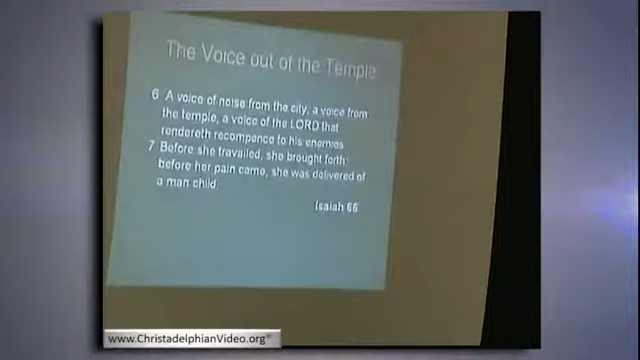 The Voice out of the Temple
6 A voice of noise from the city, a voice from
the temple, a voice of the LORD that
rendereth recompence to his enemies
7 Before she travailed, she brought forth;
before her pain came, she was delivered of
a man child
Isaiah 66
www.ChristadelphianVideo.org